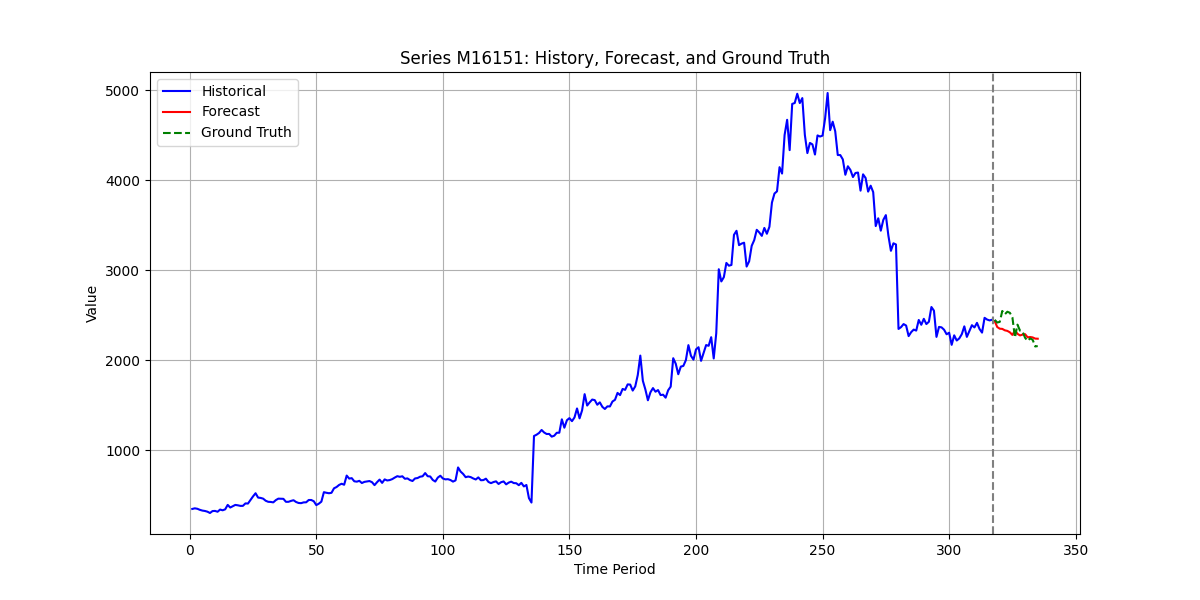 Series M16151: History, Forecast, and Ground Truth
Historical
Forecast
Ground Truth
5000
4000
3000
2000
1000
Value
0 50 100 150 200 250 300 350
Time Period